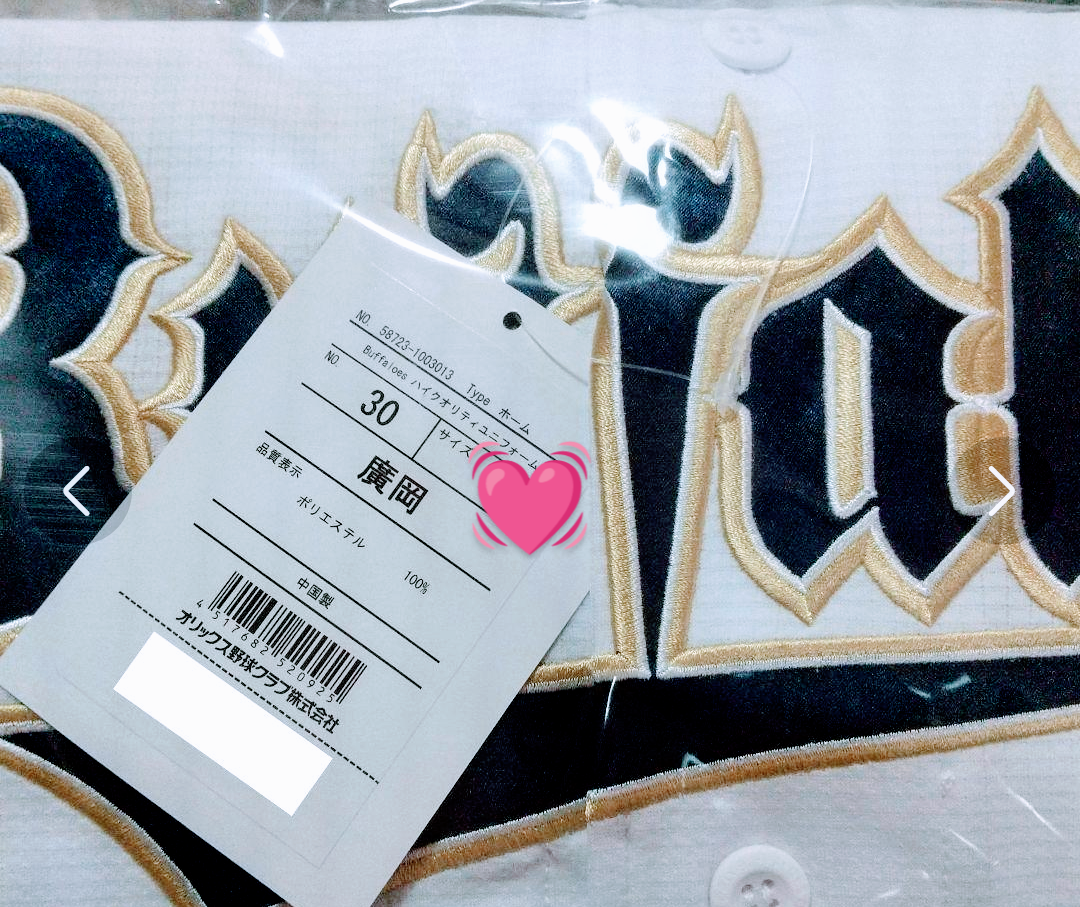 NO. 58723-1003013 Type ホーム
Buffaloes ハイクオリティユニフォーム
NO.
30
サイズ
廣岡
品質表示
ポリエステル
100%
中国製
4517682520925
オリックス野球クラブ株式会社